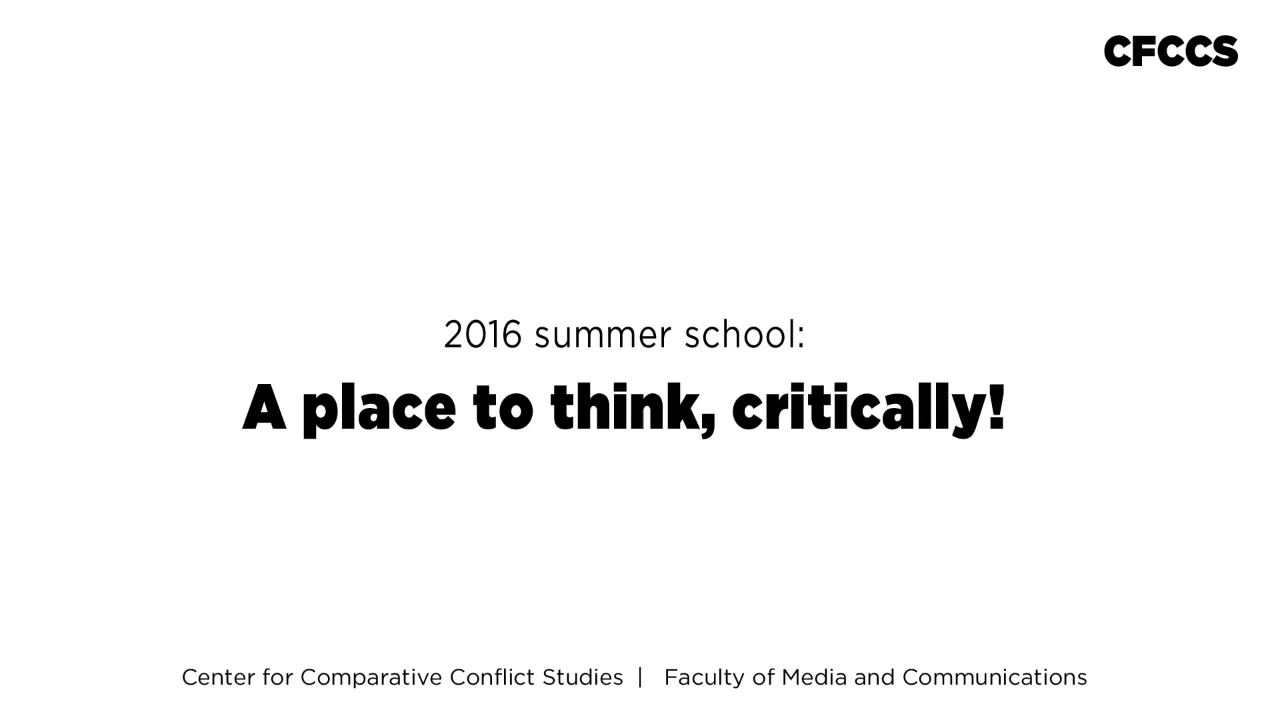 CFCCS
2016 summer school:
A place to think, critically!
Center for Comparative Conflict Studies | Faculty of Media and Communications